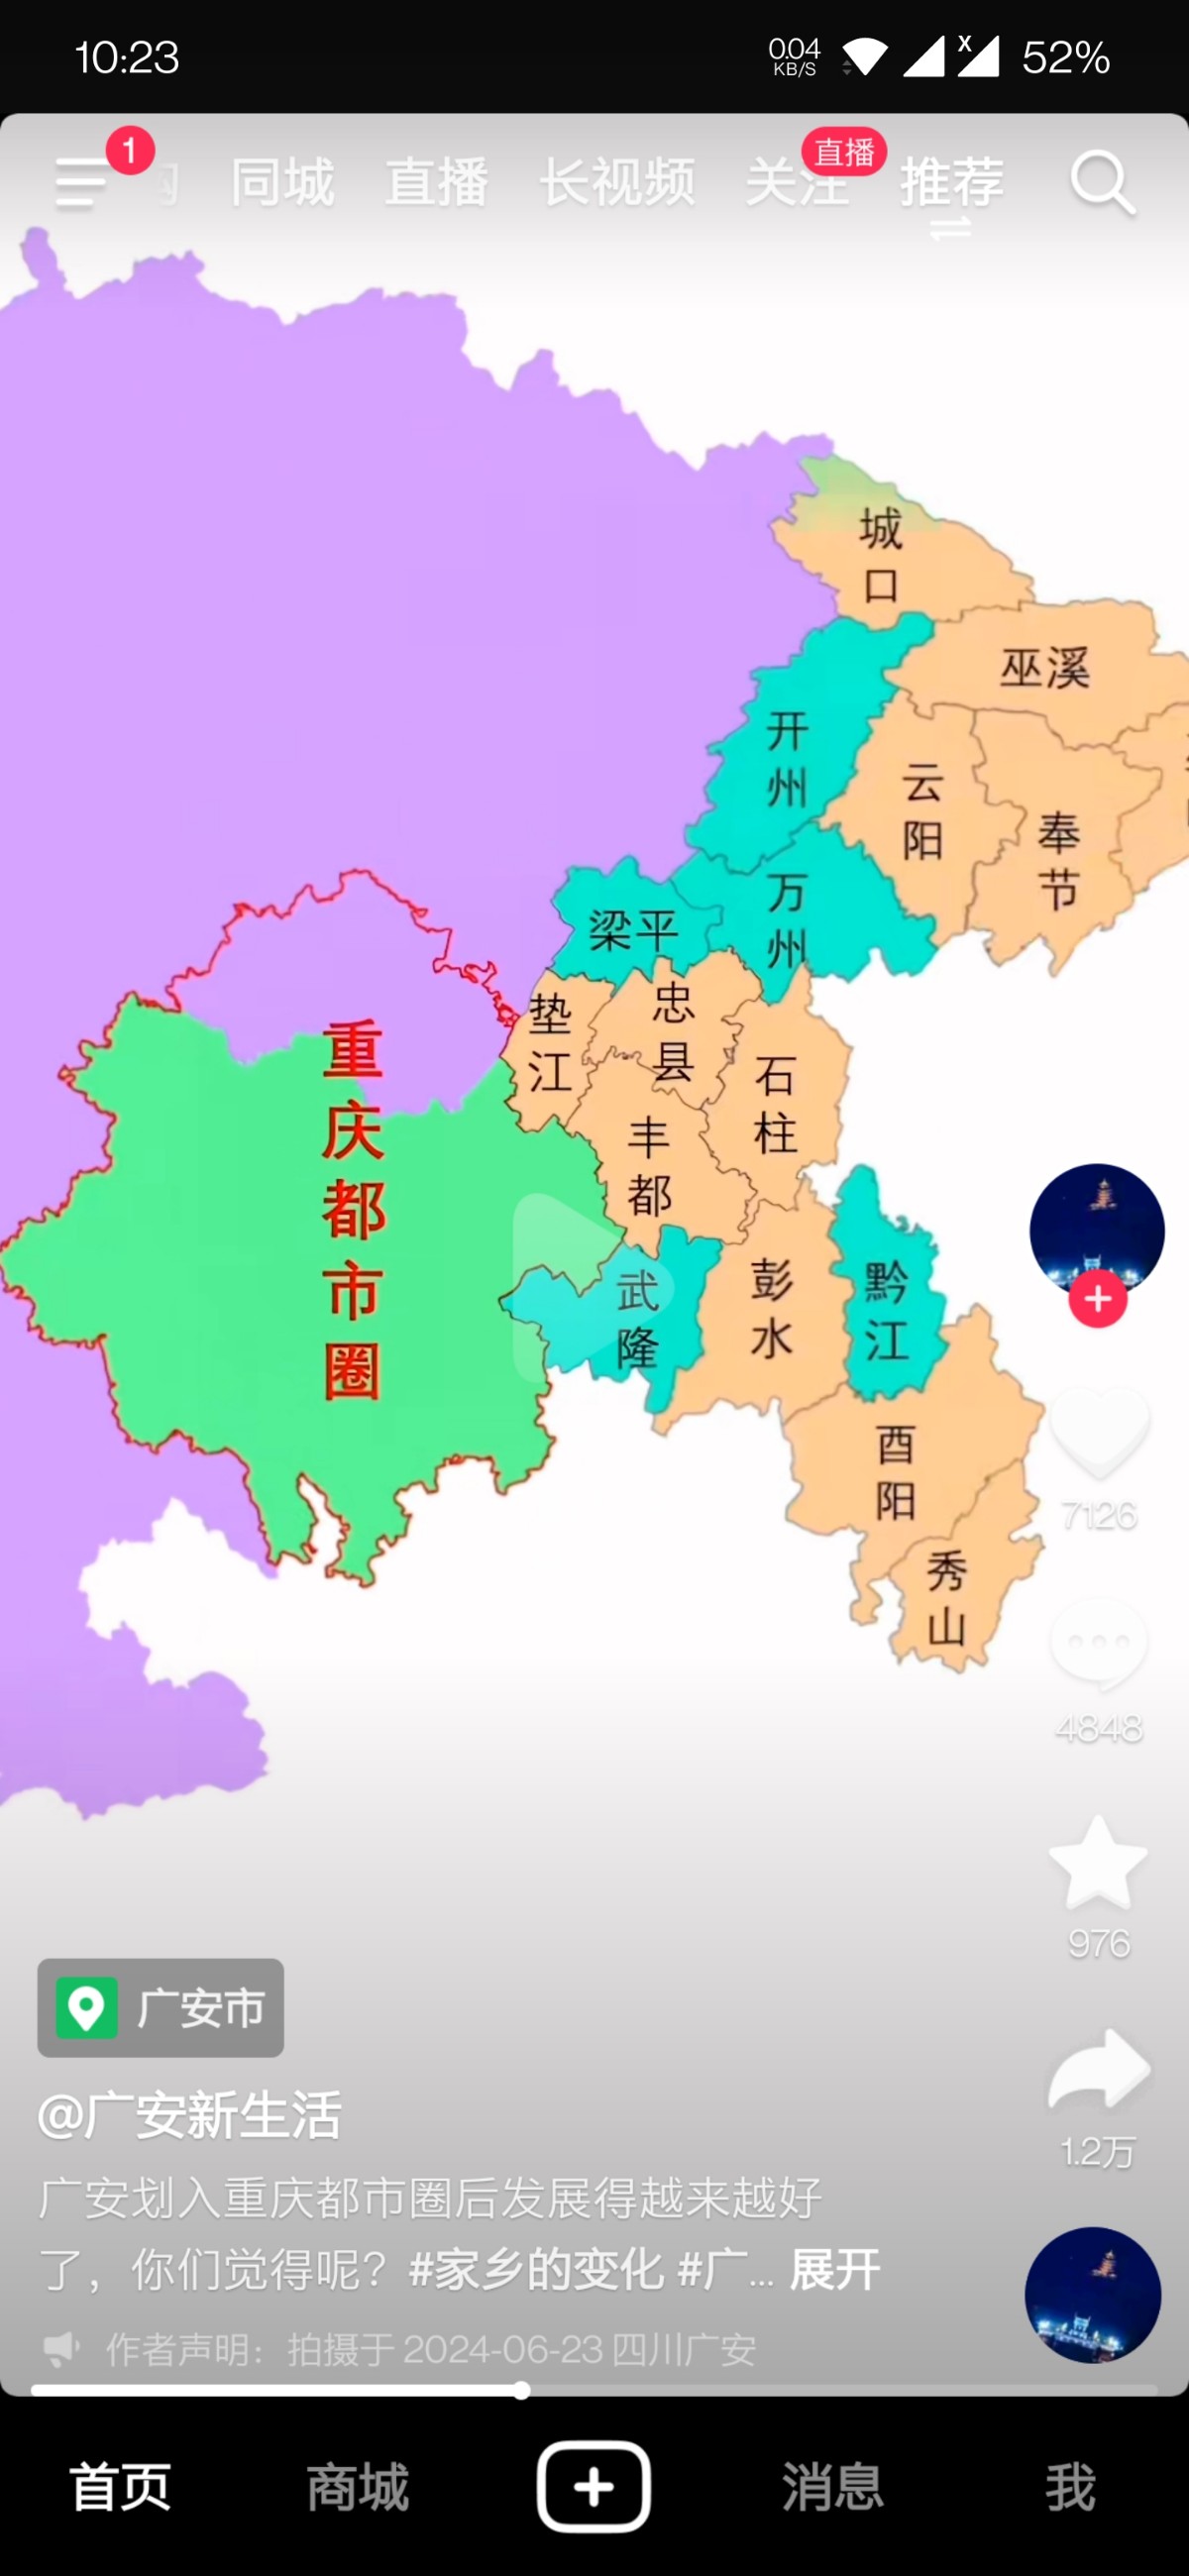 10:23
0.04
KB/S
X
52%
1
同城
直播
长视频
关注
直播
推荐
城口
巫溪
开州
云阳
奉节
万州
梁平
垫江
忠县
石柱
丰都
重庆都市圈
武隆
彭水
黔江
酉阳
秀山
7126
4848
976
1.2万
广安市
@广安新生活
广安划入重庆都市圈后发展得越来越好
了，你们觉得呢？#家乡的变化 #广... 展开
作者声明：拍摄于 2024-06-23 四川广安
首页
商城
消息
我